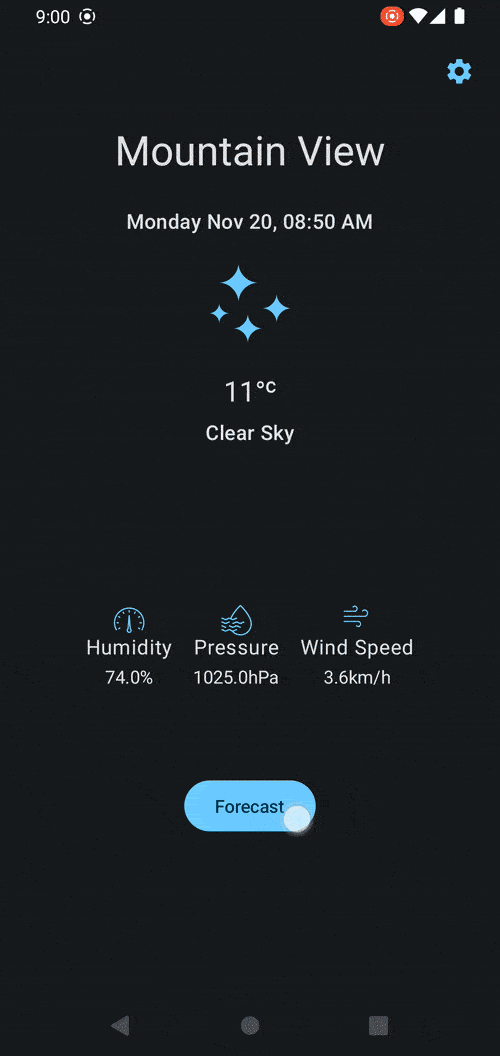 9:00
Mountain View
Monday Nov 20, 08:50 AM
11°C
Clear Sky
Humidity Pressure Wind Speed
74.0% 1025.0hPa 3.6km/h
Forecast